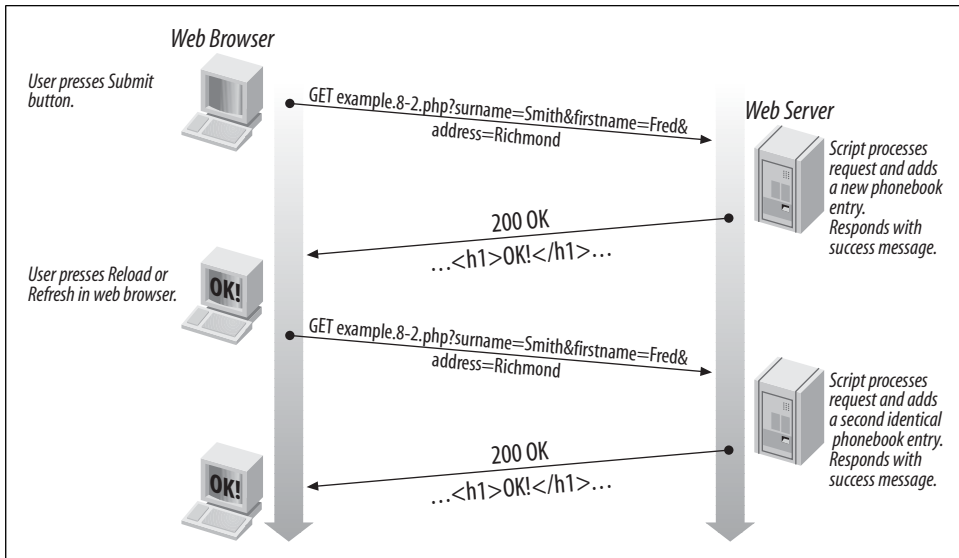 Web Browser
User presses Submit
button.
GET example.8-2.php?surname=Smith&firstname=Fred&
address=Richmond
Web Server
Script processes
request and adds
a new phonebook
entry.
Responds with
success message.
200 OK
…<h1>OK!</h1>…
User presses Reload or
Refresh in web browser.
OK!
GET example.8-2.php?surname=Smith&firstname=Fred&
address=Richmond
Script processes
request and adds
a second identical
phonebook entry.
Responds with
success message.
200 OK
…<h1>OK!</h1>…
OK!